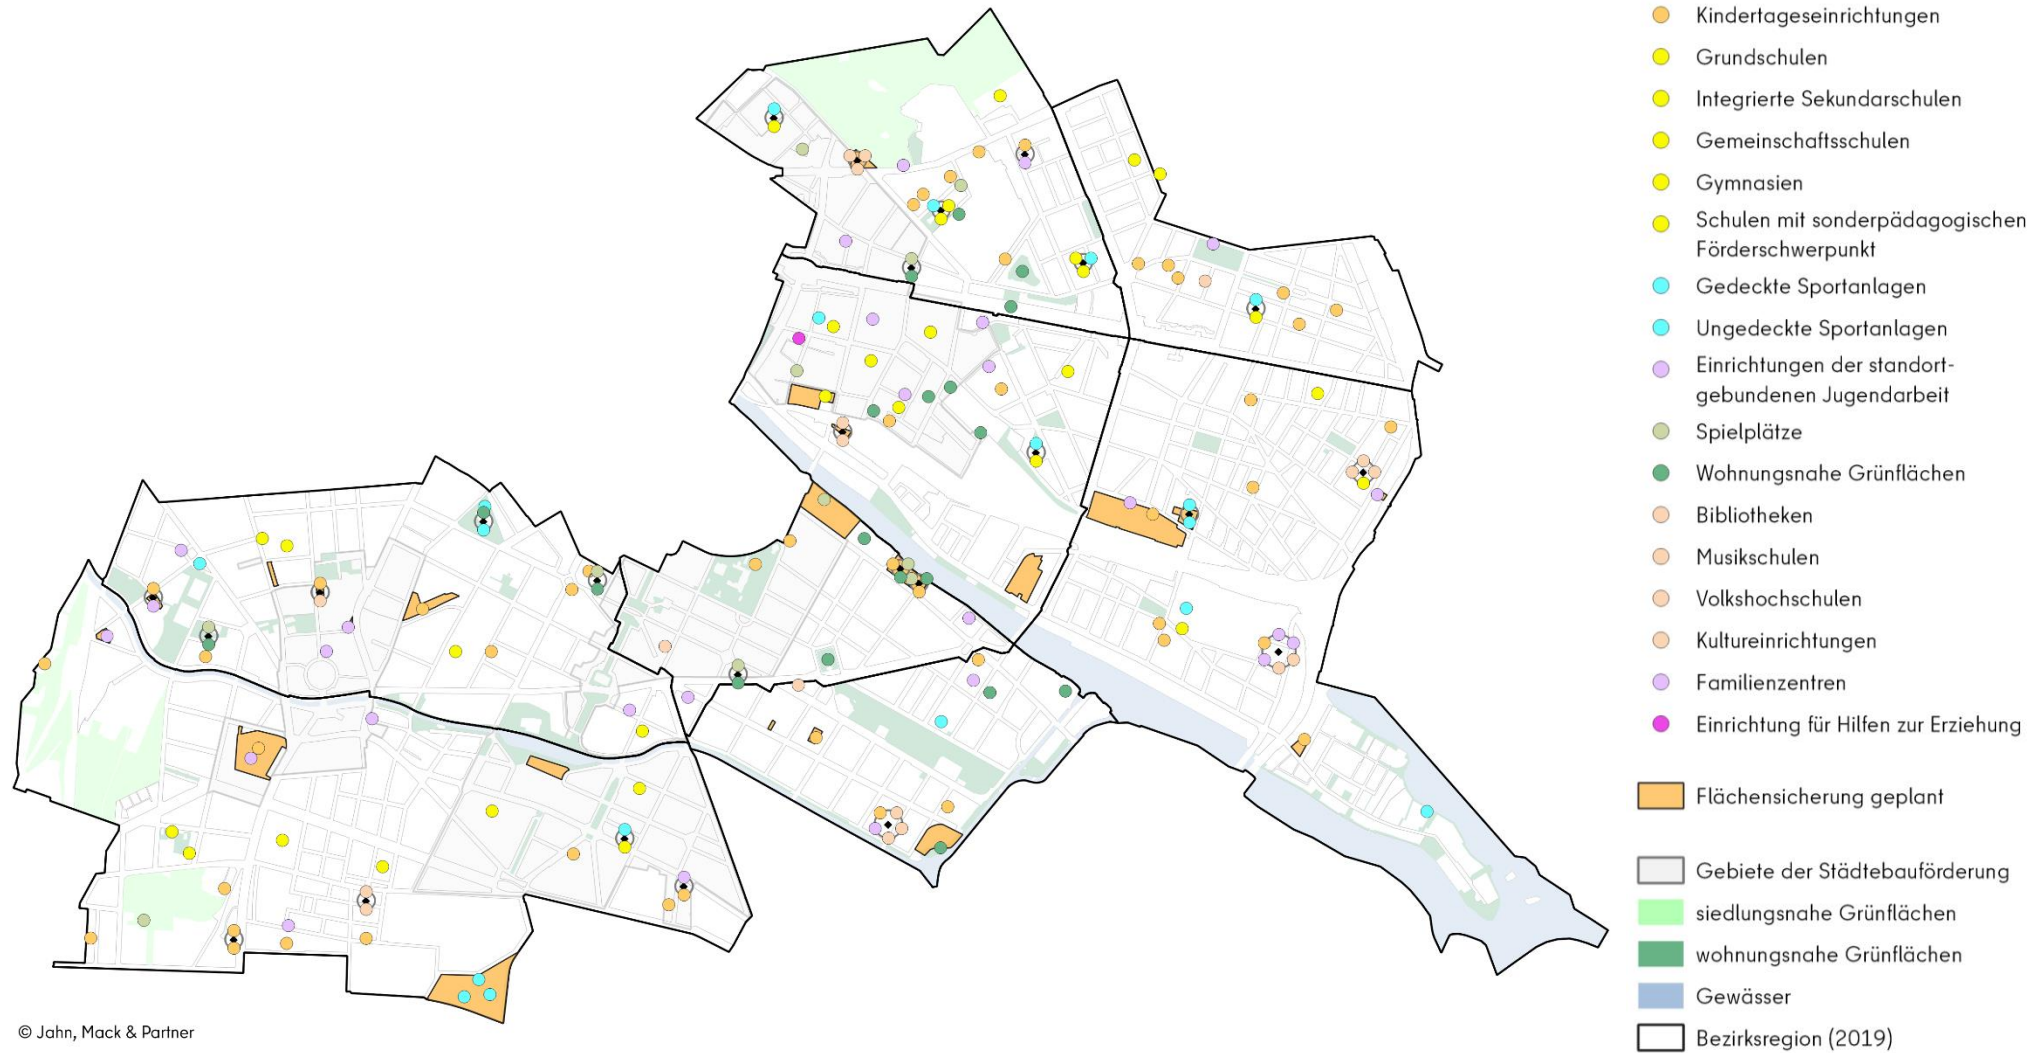 Kindertageseinrichtungen
Grundschulen
Integrierte Sekundarschulen
Gemeinschaftsschulen
Gymnasien
Schulen mit sonderpädagogischen
Förderschwerpunkt
Gedeckte Sportanlagen
Ungedeckte Sportanlagen
Einrichtungen der standort-
gebundenen Jugendarbeit
Spielplätze
Wohnungsnahe Grünflächen
Bibliotheken
Musikschulen
Volkshochschulen
Kultureinrichtungen
Familienzentren
Einrichtung für Hilfen zur Erziehung
Flächensicherung geplant
Gebiete der Städtebauförderung
siedlungsnahe Grünflächen
wohnungsnahe Grünflächen
Gewässer
Bezirksregion (2019)
© Jahn, Mack & Partner